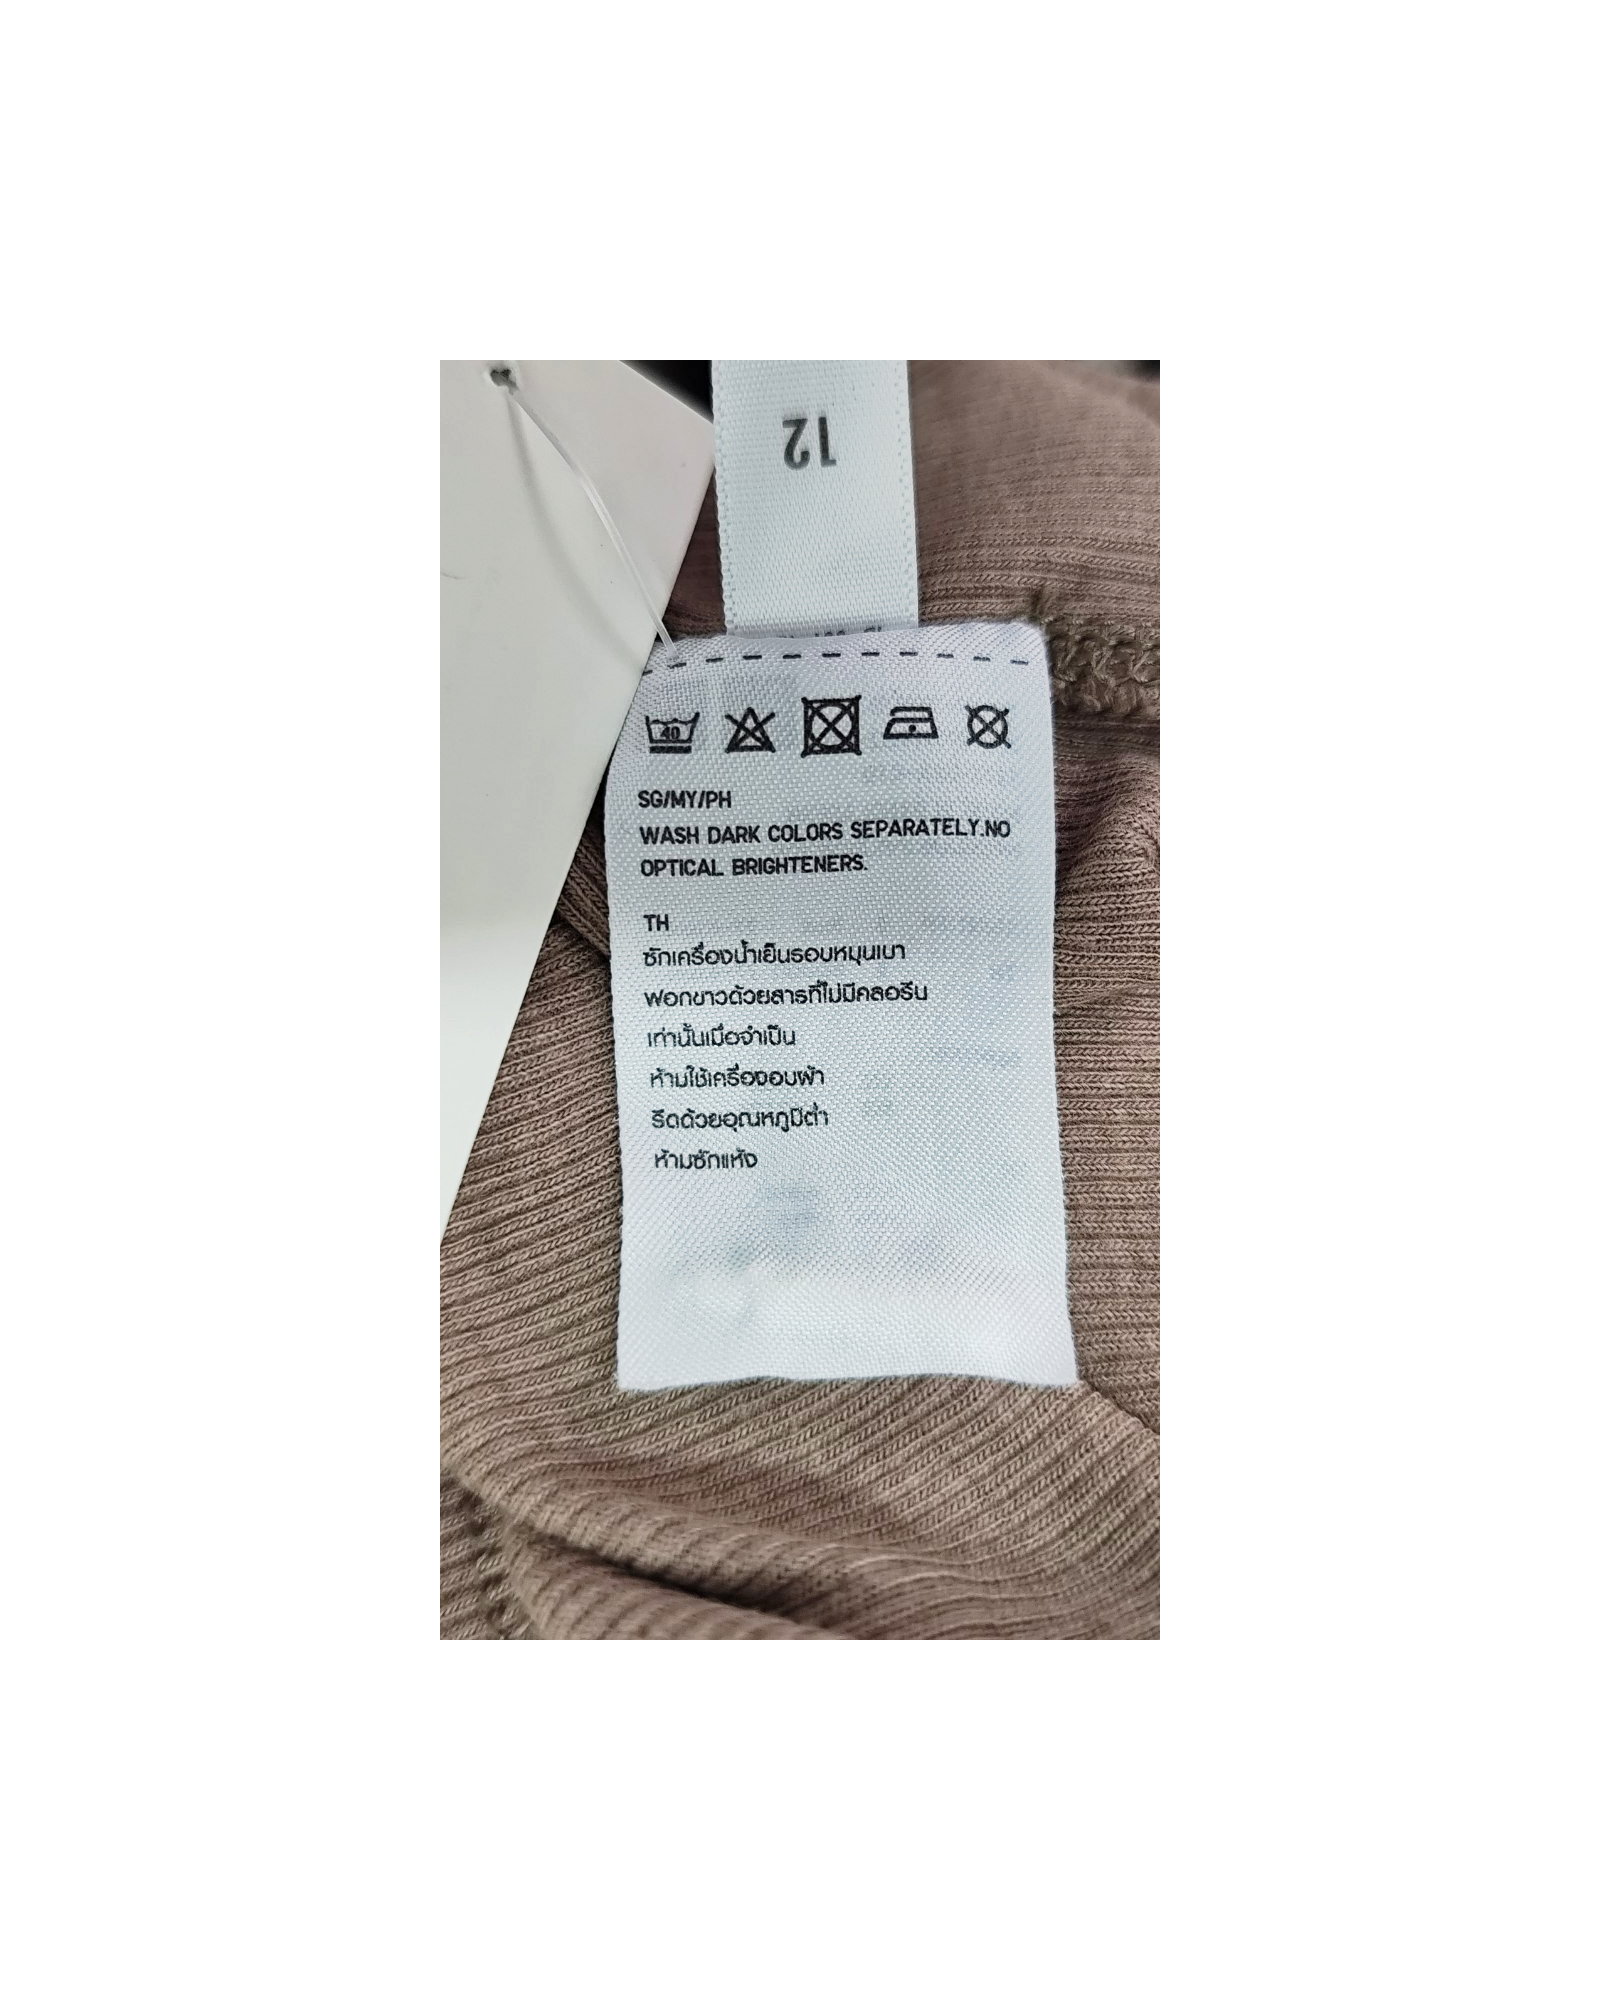 12
40
SG/MY/PH
WASH DARK COLORS SEPARATELY.NO
OPTICAL BRIGHTENERS.
TH
ซักเครื่องน้ำเย็นรอบหมุนเบา
ฟอกขาวด้วยสารที่ไม่มีคลอรีน
เท่านั้นเมื่อจำเป็น
ห้ามใช้เครื่องอบผ้า
รีดด้วยอุณหภูมิต่ำ
ห้ามซักแห้ง